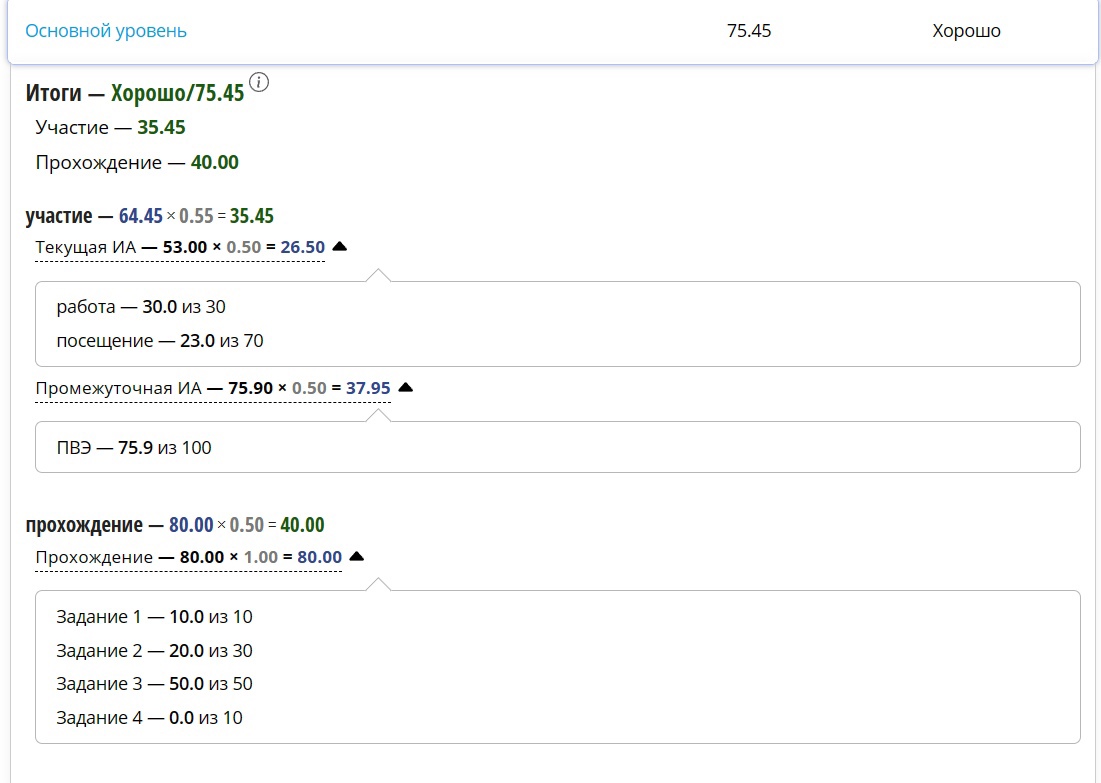 Основной уровень 75.45 Хорошо
Итоги — Хорошо/75.45 i
Участие — 35.45
Прохождение — 40.00
участие — 64.45 × 0.55 = 35.45
Текущая ИА — 53.00 × 0.50 = 26.50
работа — 30.0 из 30
посещение — 23.0 из 70
Промежуточная ИА — 75.90 × 0.50 = 37.95
ПВЭ — 75.9 из 100
прохождение — 80.00 × 0.50 = 40.00
Прохождение — 80.00 × 1.00 = 80.00
Задание 1 — 10.0 из 10
Задание 2 — 20.0 из 30
Задание 3 — 50.0 из 50
Задание 4 — 0.0 из 10